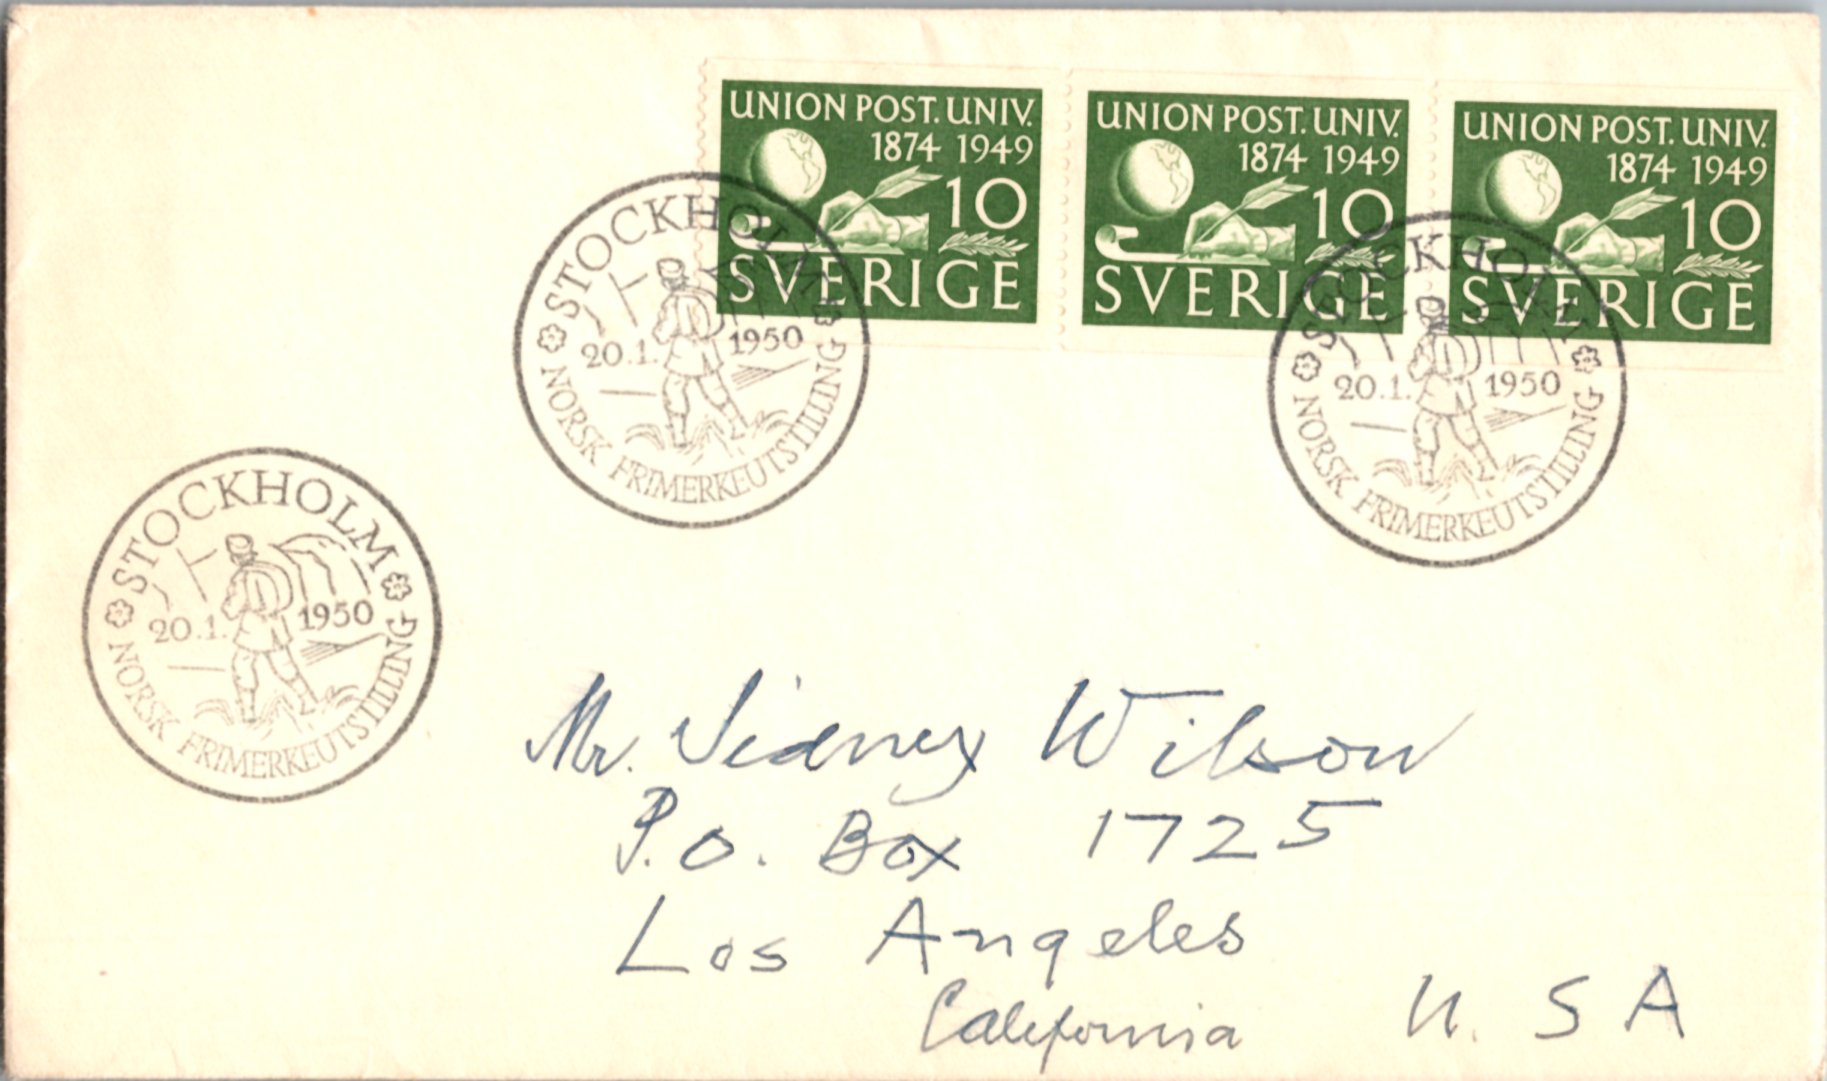 UNION POST. UNIV.
1874 1949
10
SVERIGE
UNION POST. UNIV.
1874 1949
10
SVERIGE
UNION POST. UNIV.
1874 1949
10
SVERIGE
STOCKHOLM
20.1. 1950
NORSK FRIMERKEUTSTILLING
STOCKHOLM
20.1. 1950
NORSK FRIMERKEUTSTILLING
STOCKHOLM
20.1. 1950
NORSK FRIMERKEUTSTILLING
Mr. Sidney Wilson
P.O. Box 1725
Los Angeles
California U.S A